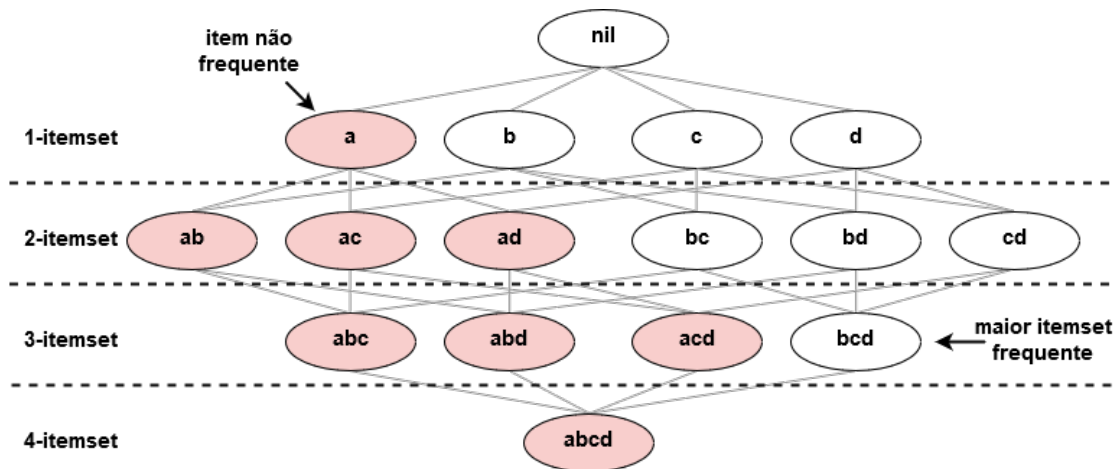 nil
item não
frequente
1-itemset
a
b
c
d
2-itemset
ab
ac
ad
bc
bd
cd
3-itemset
abc
abd
acd
bcd
maior itemset
frequente
4-itemset
abcd